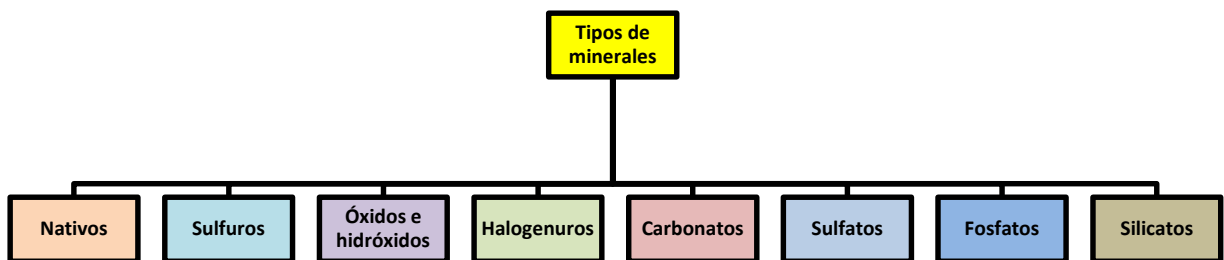 Tipos de
minerales
Nativos
Sulfuros
Óxidos e
hidróxidos
Halogenuros
Carbonatos
Sulfatos
Fosfatos
Silicatos